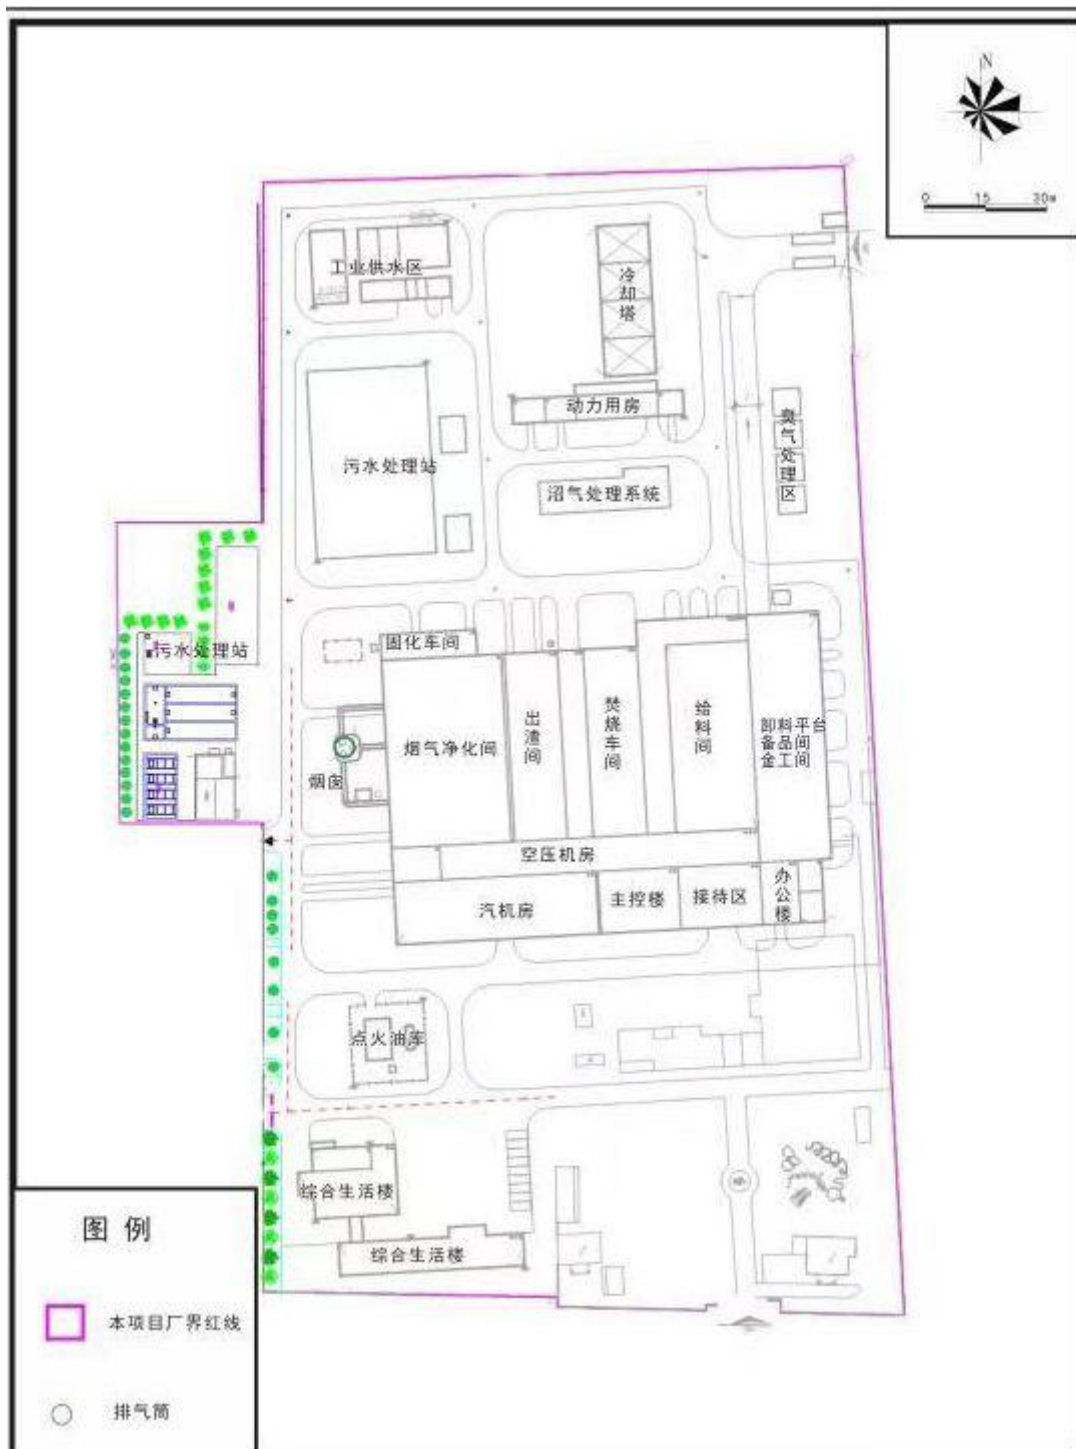 N
0 15 30m
工业供水区
冷却塔
动力用房
臭气处理区
污水处理站
沼气处理系统
污水处理站
固化车间
烟气净化间
出渣间
焚烧车间
给料间
卸料平台
备品间
金工间
烟囱
空压机房
汽机房
主控楼
接待区
办公楼
点火油库
综合生活楼
综合生活楼
图例
本项目厂界红线
排气筒